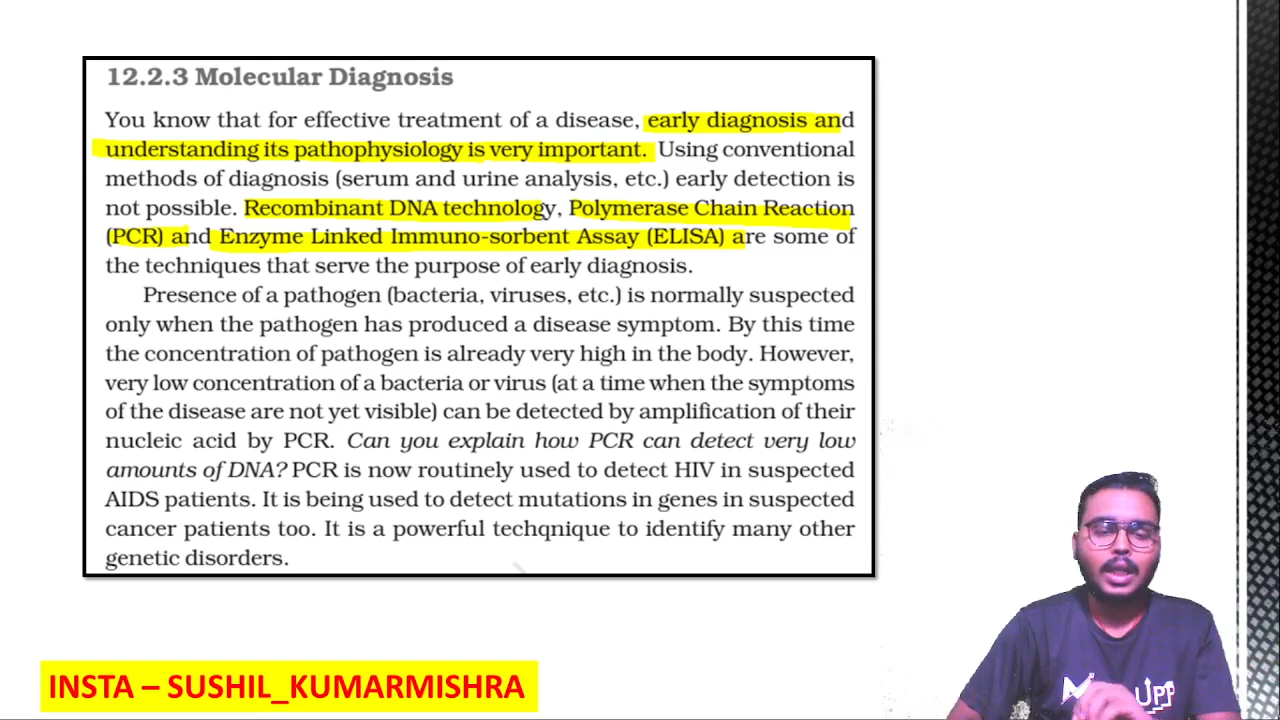 12.2.3 Molecular Diagnosis
You know that for effective treatment of a disease, early diagnosis and
understanding its pathophysiology is very important. Using conventional
methods of diagnosis (serum and urine analysis, etc.) early detection is
not possible. Recombinant DNA technology, Polymerase Chain Reaction
(PCR) and Enzyme Linked Immuno-sorbent Assay (ELISA) are some of
the techniques that serve the purpose of early diagnosis.
Presence of a pathogen (bacteria, viruses, etc.) is normally suspected
only when the pathogen has produced a disease symptom. By this time
the concentration of pathogen is already very high in the body. However,
very low concentration of a bacteria or virus (at a time when the symptoms
of the disease are not yet visible) can be detected by amplification of their
nucleic acid by PCR. Can you explain how PCR can detect very low
amounts of DNA? PCR is now routinely used to detect HIV in suspected
AIDS patients. It is being used to detect mutations in genes in suspected
cancer patients too. It is a powerful techqnique to identify many other
genetic disorders.
INSTA – SUSHIL_KUMARMISHRA